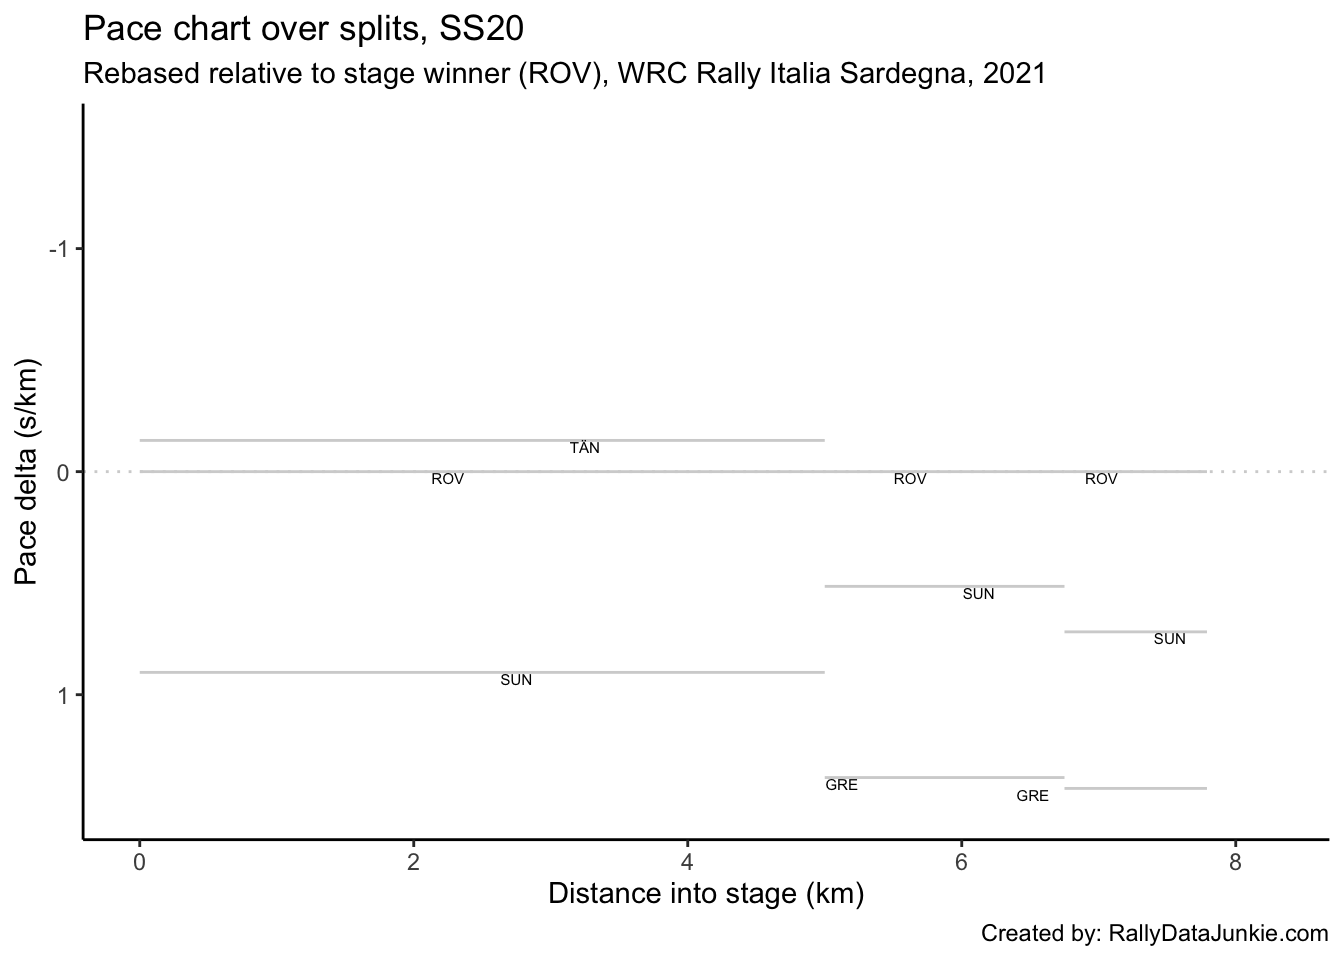 Pace chart over splits, SS20
Rebased relative to stage winner (ROV), WRC Rally Italia Sardegna, 2021
Pace delta (s/km)
-1
0
1
TÄN
ROV
ROV
ROV
SUN
SUN
SUN
GRE
GRE
0
2
4
6
8
Distance into stage (km)
Created by: RallyDataJunkie.com